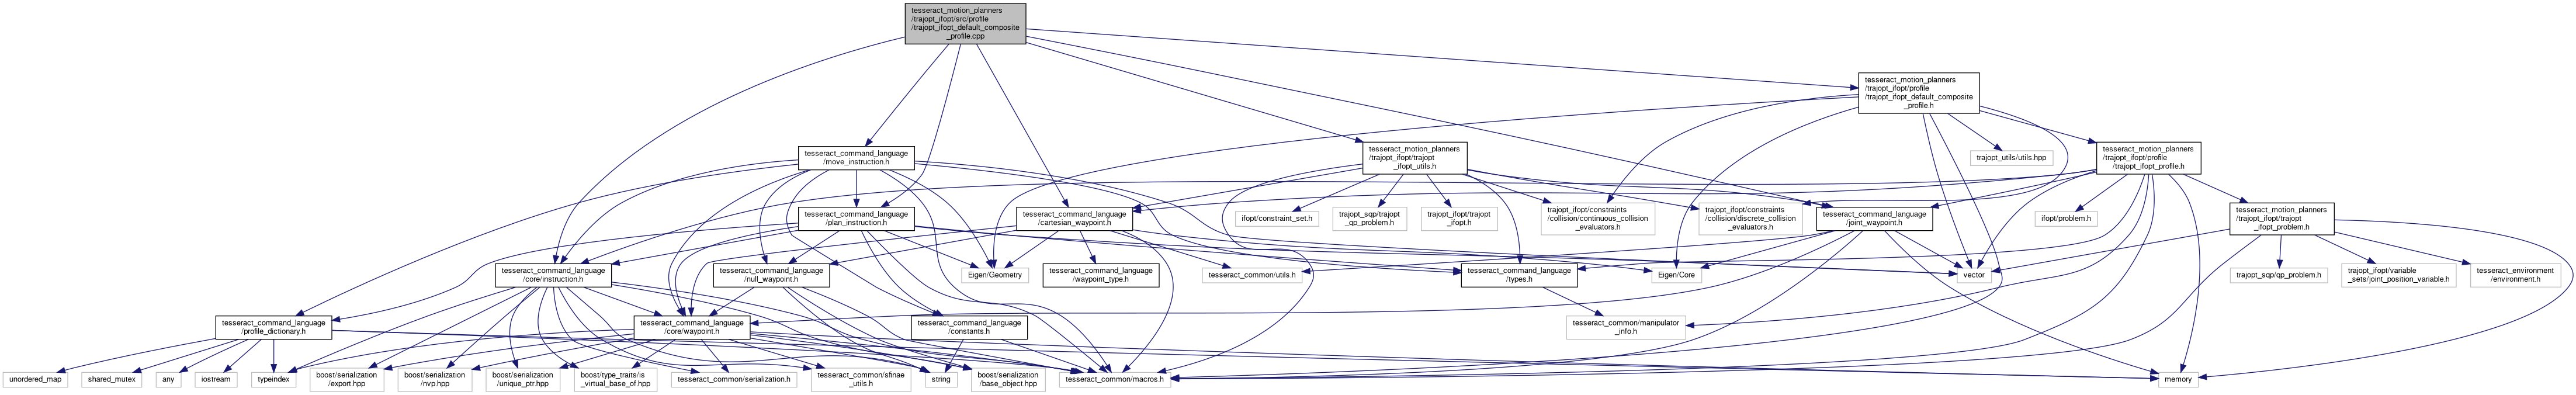 tesseract_motion_planners
/trajopt_ifopt/src/profile
/trajopt_ifopt_default_composite
_profile.cpp
tesseract_motion_planners
/trajopt_ifopt/profile
/trajopt_ifopt_default_composite
_profile.h
tesseract_command_language
/move_instruction.h
tesseract_motion_planners
/trajopt_ifopt/trajopt
_ifopt_utils.h
trajopt_utils/utils.hpp
tesseract_motion_planners
/trajopt_ifopt/profile
/trajopt_ifopt_profile.h
tesseract_command_language
/plan_instruction.h
tesseract_command_language
/cartesian_waypoint.h
ifopt/constraint_set.h
trajopt_sqp/trajopt
_qp_problem.h
trajopt_ifopt/trajopt
_ifopt.h
trajopt_ifopt/constraints
/collision/continuous_collision
_evaluators.h
trajopt_ifopt/constraints
/collision/discrete_collision
_evaluators.h
tesseract_command_language
/joint_waypoint.h
ifopt/problem.h
tesseract_motion_planners
/trajopt_ifopt/trajopt
_ifopt_problem.h
tesseract_command_language
/core/instruction.h
tesseract_command_language
/null_waypoint.h
Eigen/Geometry
tesseract_command_language
/waypoint_type.h
tesseract_common/utils.h
tesseract_command_language
/types.h
Eigen/Core
vector
trajopt_sqp/qp_problem.h
trajopt_ifopt/variable
_sets/joint_position_variable.h
tesseract_environment
/environment.h
tesseract_command_language
/profile_dictionary.h
tesseract_command_language
/core/waypoint.h
tesseract_command_language
/constants.h
tesseract_common/manipulator
_info.h
unordered_map
shared_mutex
any
iostream
typeindex
boost/serialization
/export.hpp
boost/serialization
/nvp.hpp
boost/serialization
/unique_ptr.hpp
boost/type_traits/is
_virtual_base_of.hpp
tesseract_common/serialization.h
tesseract_common/sfinae
_utils.h
string
boost/serialization
/base_object.hpp
tesseract_common/macros.h
memory